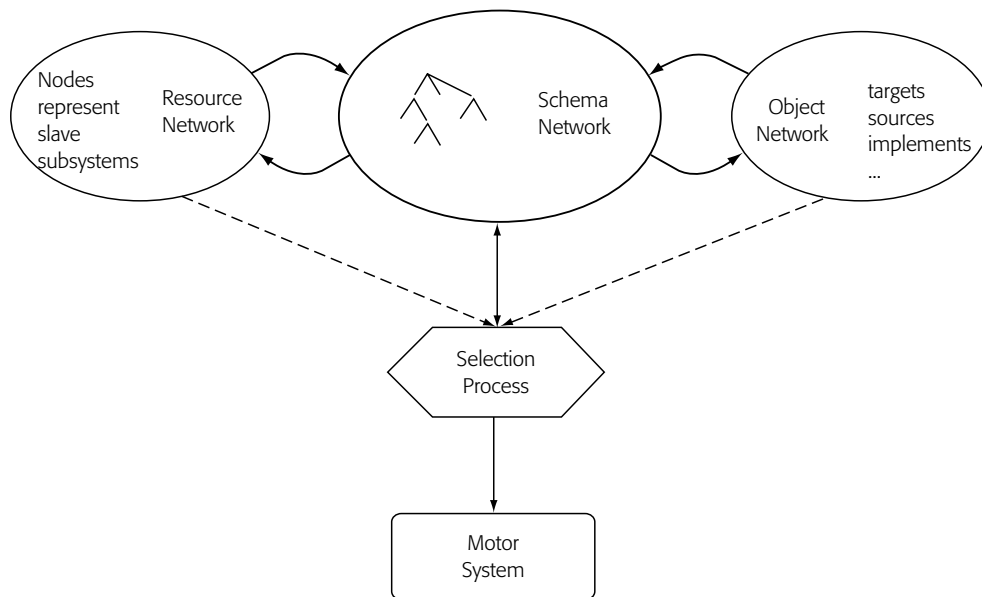 Nodes
represent
slave
subsystems
Resource
Network
Schema
Network
Object
Network
targets
sources
implements
...
Selection
Process
Motor
System